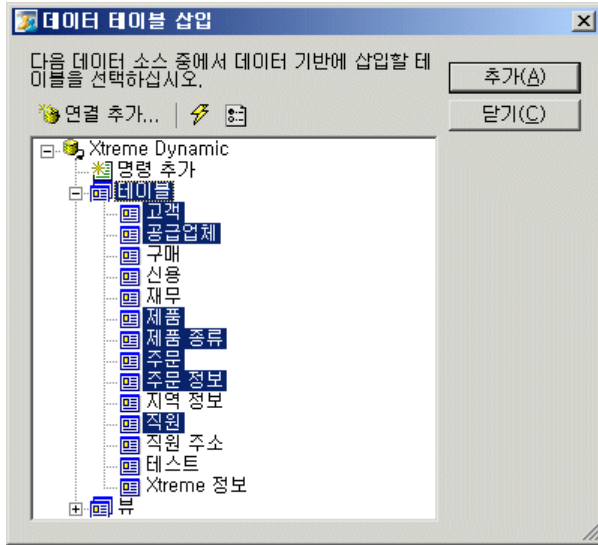 데이터 테이블 삽입
다음 데이터 소스 중에서 데이터 기반에 삽입할 테
이블을 선택하십시오.
추가(A)
닫기(C)
연결 추가...
Xtreme Dynamic
명령 추가
테이블
고객
공급업체
구매
신용
재무
제품
제품 종류
주문
주문 정보
지역 정보
직원
직원 주소
테스트
Xtreme 정보
뷰